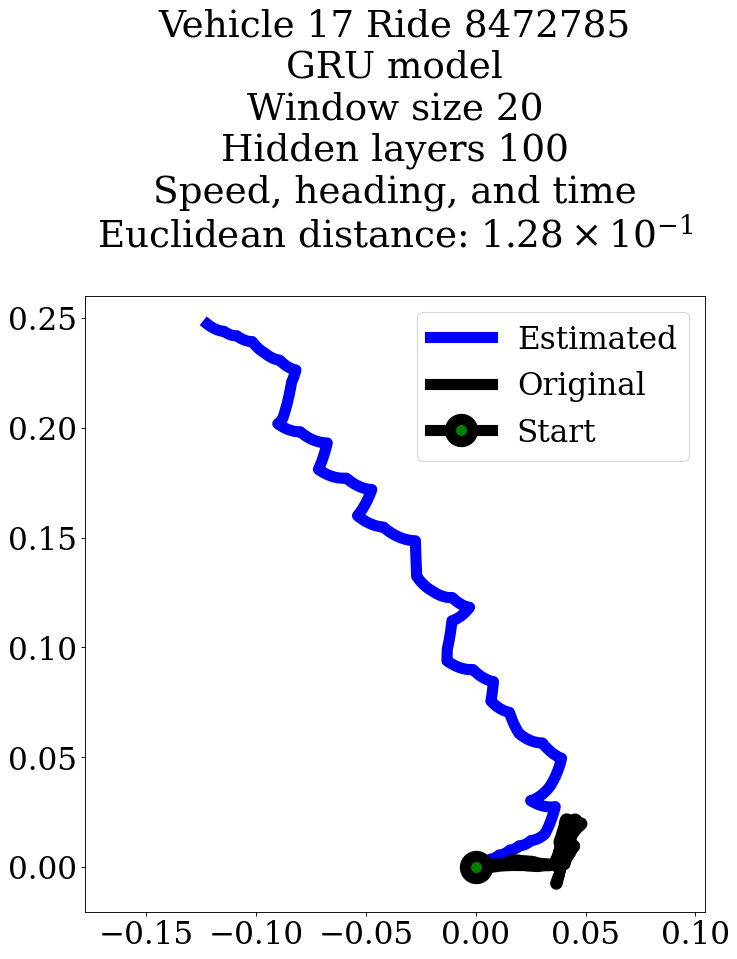 Vehicle 17 Ride 8472785
GRU model
Window size 20
Hidden layers 100
Speed, heading, and time
Euclidean distance: 1.28 × 10⁻¹
Estimated
Original
Start
0.25
0.20
0.15
0.10
0.05
0.00
−0.15 −0.10 −0.05 0.00 0.05 0.10